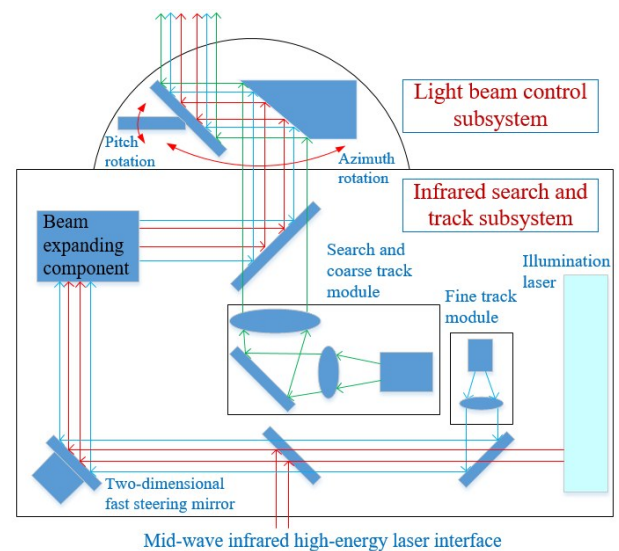 Light beam control
subsystem
Pitch
rotation
Azimuth
rotation
Infrared search and
track subsystem
Beam
expanding
component
Search and
coarse track
module
Illumination
laser
Fine track
module
Two-dimensional
fast steering mirror
Mid-wave infrared high-energy laser interface